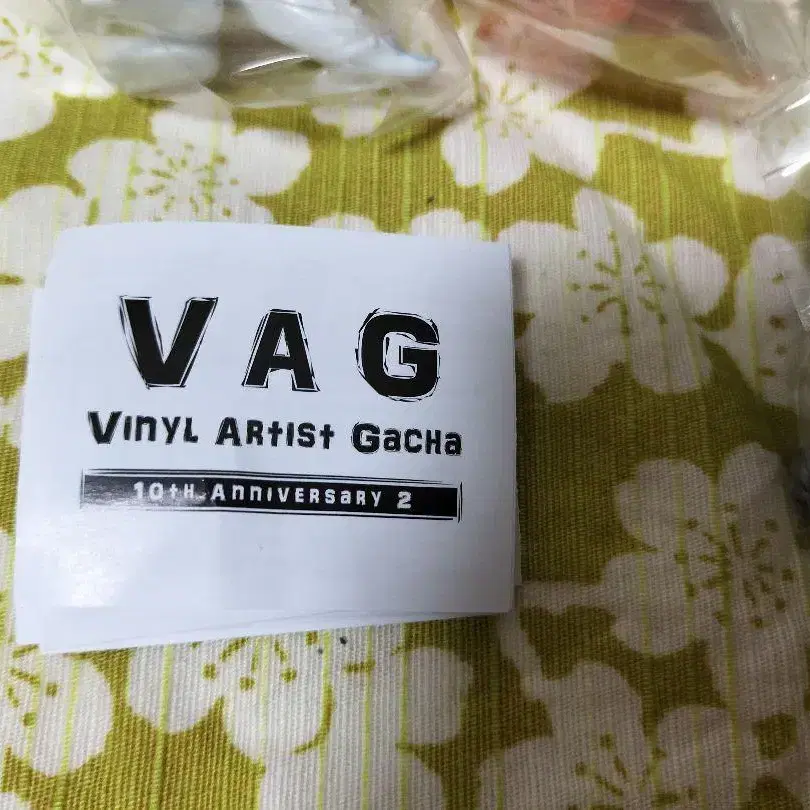 VAG
Vinyl Artist Gacha
10th Anniversary 2